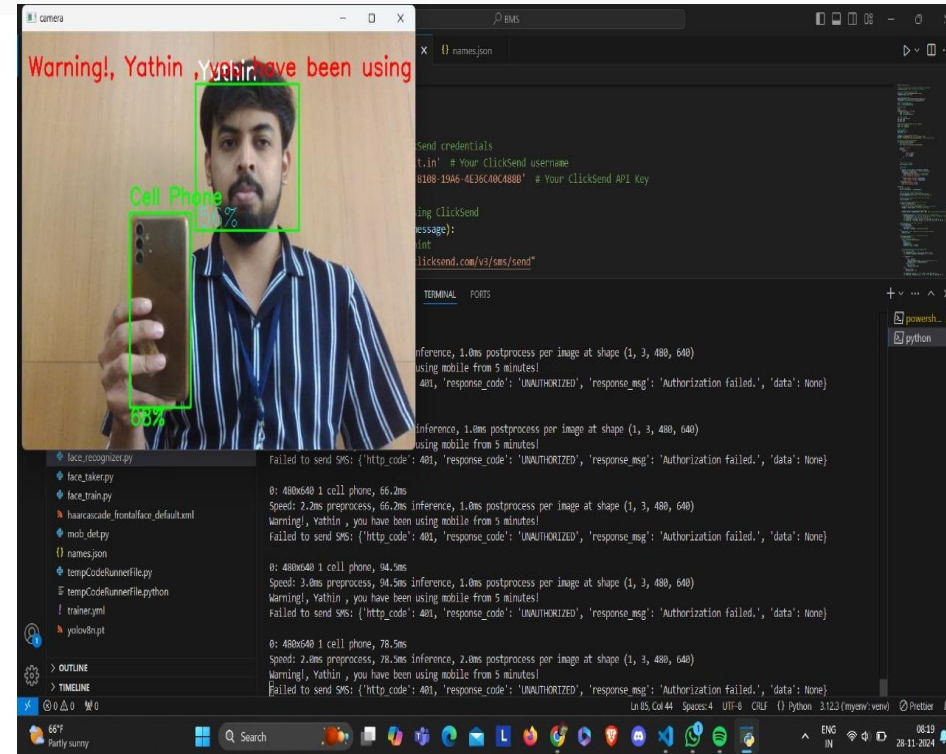 camera
BMS
Warning!, Yathin , you have been using
Yathin
Cell Phone
68%
names.json
Send credentials
t.in' # Your ClickSend username
8108-19A6-4E36C40C488B' # Your ClickSend API Key
ing ClickSend
message):
int
licksend.com/v3/sms/send"
TERMINAL PORTS
powersh...
python
nference, 1.0ms postprocess per image at shape (1, 3, 480, 640)
using mobile from 5 minutes!
401, 'response_code': 'UNAUTHORIZED', 'response_msg': 'Authorization failed.', 'data': None}
inference, 1.0ms postprocess per image at shape (1, 3, 480, 640)
using mobile from 5 minutes!
Failed to send SMS: {'http_code': 401, 'response_code': 'UNAUTHORIZED', 'response_msg': 'Authorization failed.', 'data': None}
0: 480x640 1 cell phone, 66.2ms
Speed: 2.2ms preprocess, 66.2ms inference, 1.0ms postprocess per image at shape (1, 3, 480, 640)
Warning!, Yathin , you have been using mobile from 5 minutes!
Failed to send SMS: {'http_code': 401, 'response_code': 'UNAUTHORIZED', 'response_msg': 'Authorization failed.', 'data': None}
0: 480x640 1 cell phone, 94.5ms
Speed: 3.0ms preprocess, 94.5ms inference, 1.0ms postprocess per image at shape (1, 3, 480, 640)
Warning!, Yathin , you have been using mobile from 5 minutes!
Failed to send SMS: {'http_code': 401, 'response_code': 'UNAUTHORIZED', 'response_msg': 'Authorization failed.', 'data': None}
0: 480x640 1 cell phone, 78.5ms
Speed: 2.0ms preprocess, 78.5ms inference, 2.0ms postprocess per image at shape (1, 3, 480, 640)
Warning!, Yathin , you have been using mobile from 5 minutes!
Failed to send SMS: {'http_code': 401, 'response_code': 'UNAUTHORIZED', 'response_msg': 'Authorization failed.', 'data': None}
face_recognizer.py
face_taker.py
face_train.py
haarcascade_frontalface_default.xml
mob_det.py
names.json
tempCodeRunnerFile.py
tempCodeRunnerFile.python
trainer.yml
yolov8n.pt
OUTLINE
TIMELINE
0 0 0
Ln 85, Col 44 Spaces: 4 UTF-8 CRLF {} Python 3.12.3 ('myenv': venv) Prettier
66°F
Partly sunny
Search
ENG
IN
08:19
28-11-2024